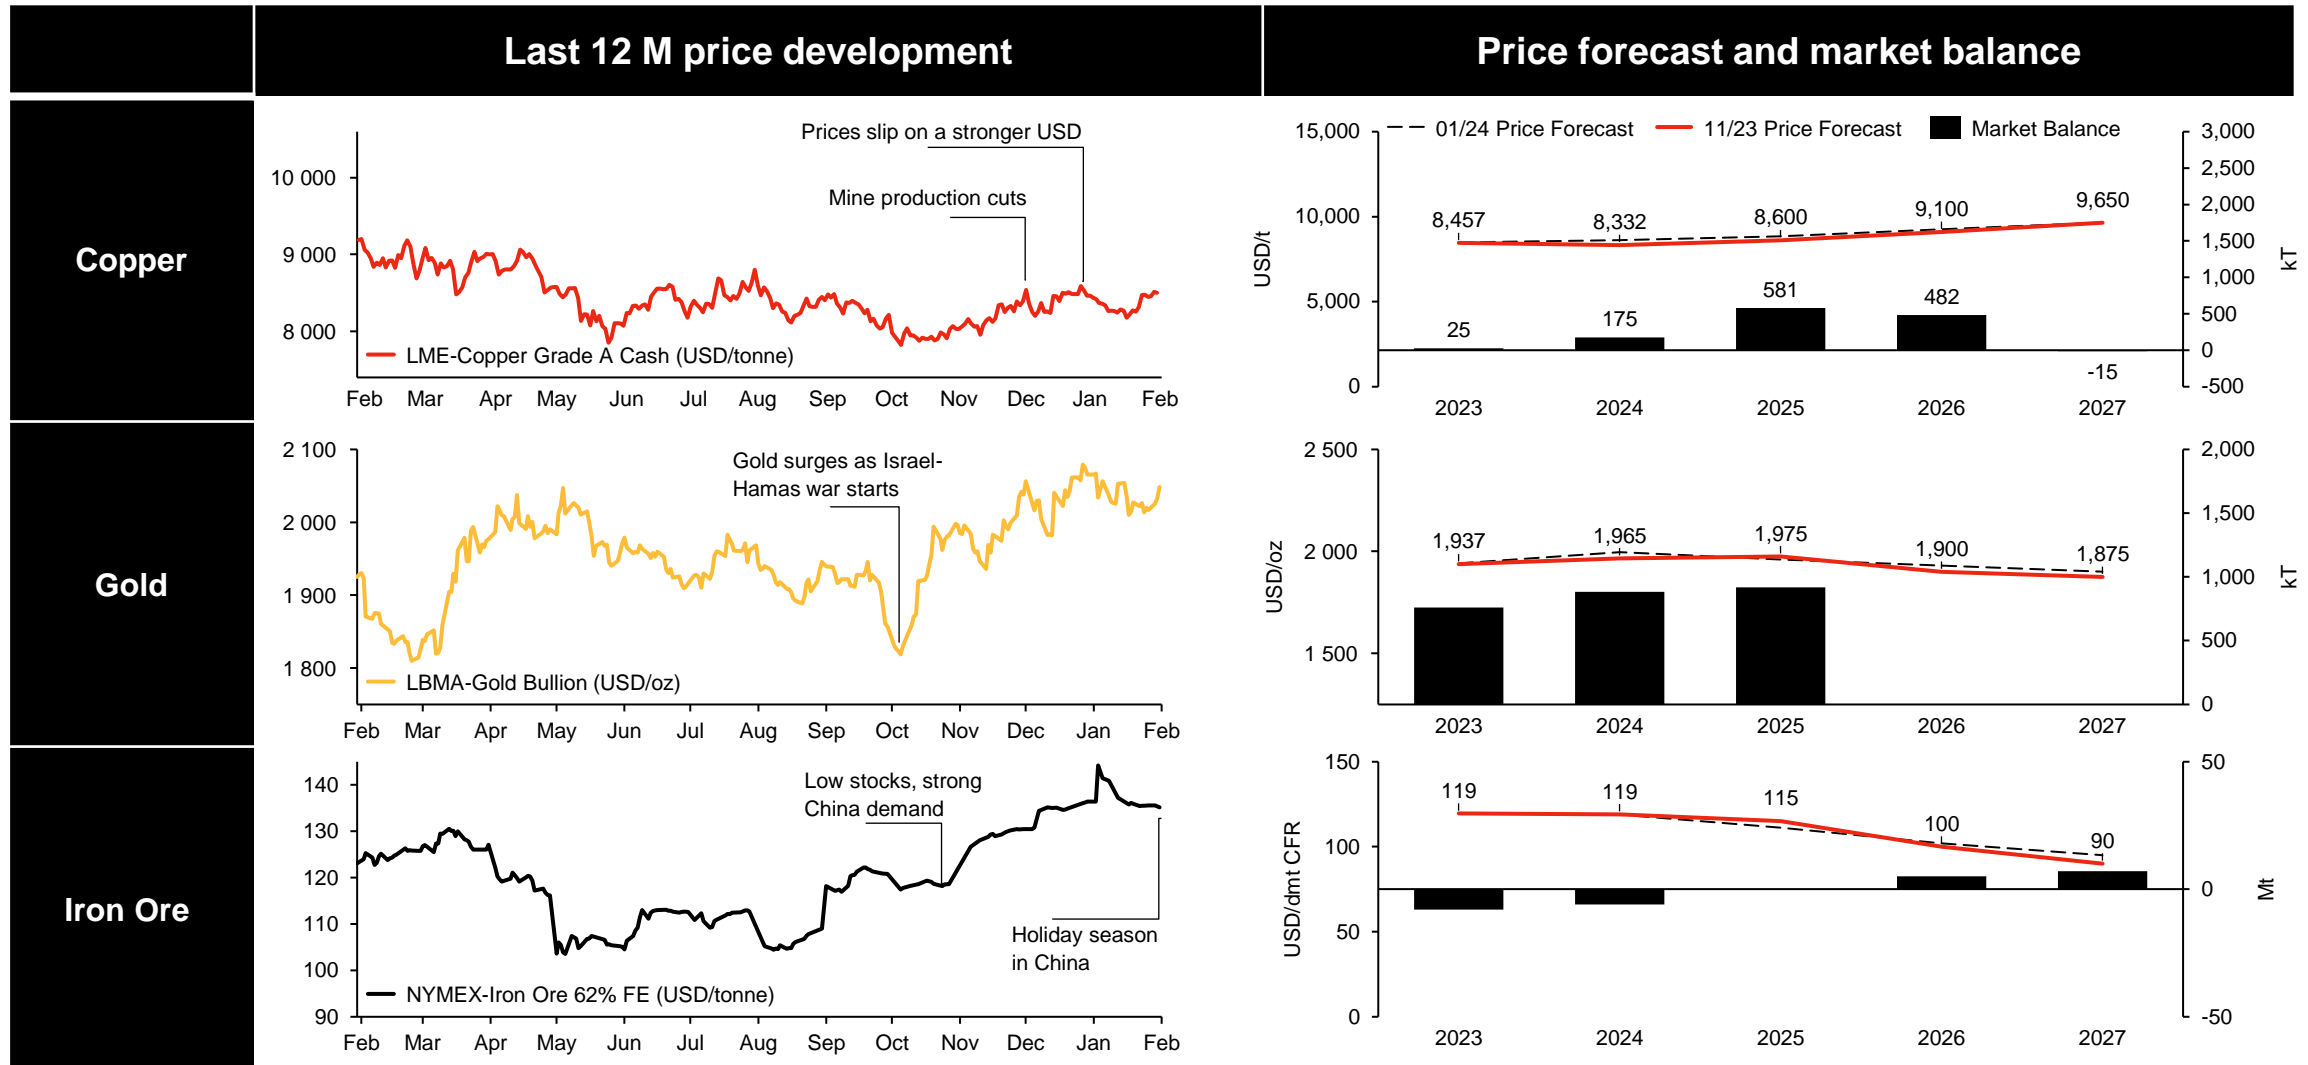 Last 12 M price development
Price forecast and market balance
Copper
Prices slip on a stronger USD
Mine production cuts
10 000
9 000
8 000
LME-Copper Grade A Cash (USD/tonne)
Feb Mar Apr May Jun Jul Aug Sep Oct Nov Dec Jan Feb
01/24 Price Forecast 11/23 Price Forecast Market Balance
15,000
10,000
5,000
0
USD/t
8,457 8,332 8,600 9,100 9,650
25 175 581 482 -15
3,000
2,500
2,000
1,500
1,000
500
0
-500
kT
2023 2024 2025 2026 2027
Gold
2 100
2 000
1 900
1 800
Gold surges as Israel-
Hamas war starts
LBMA-Gold Bullion (USD/oz)
Feb Mar Apr May Jun Jul Aug Sep Oct Nov Dec Jan Feb
2 500
2 000
1 500
USD/oz
1,937 1,965 1,975 1,900 1,875
2,000
1,500
1,000
500
0
kT
2023 2024 2025 2026 2027
Iron Ore
140
130
120
110
100
90
Low stocks, strong
China demand
Holiday season
in China
NYMEX-Iron Ore 62% FE (USD/tonne)
Feb Mar Apr May Jun Jul Aug Sep Oct Nov Dec Jan Feb
150
100
50
0
USD/dmt CFR
119 119 115 100 90
50
0
-50
Mt
2023 2024 2025 2026 2027